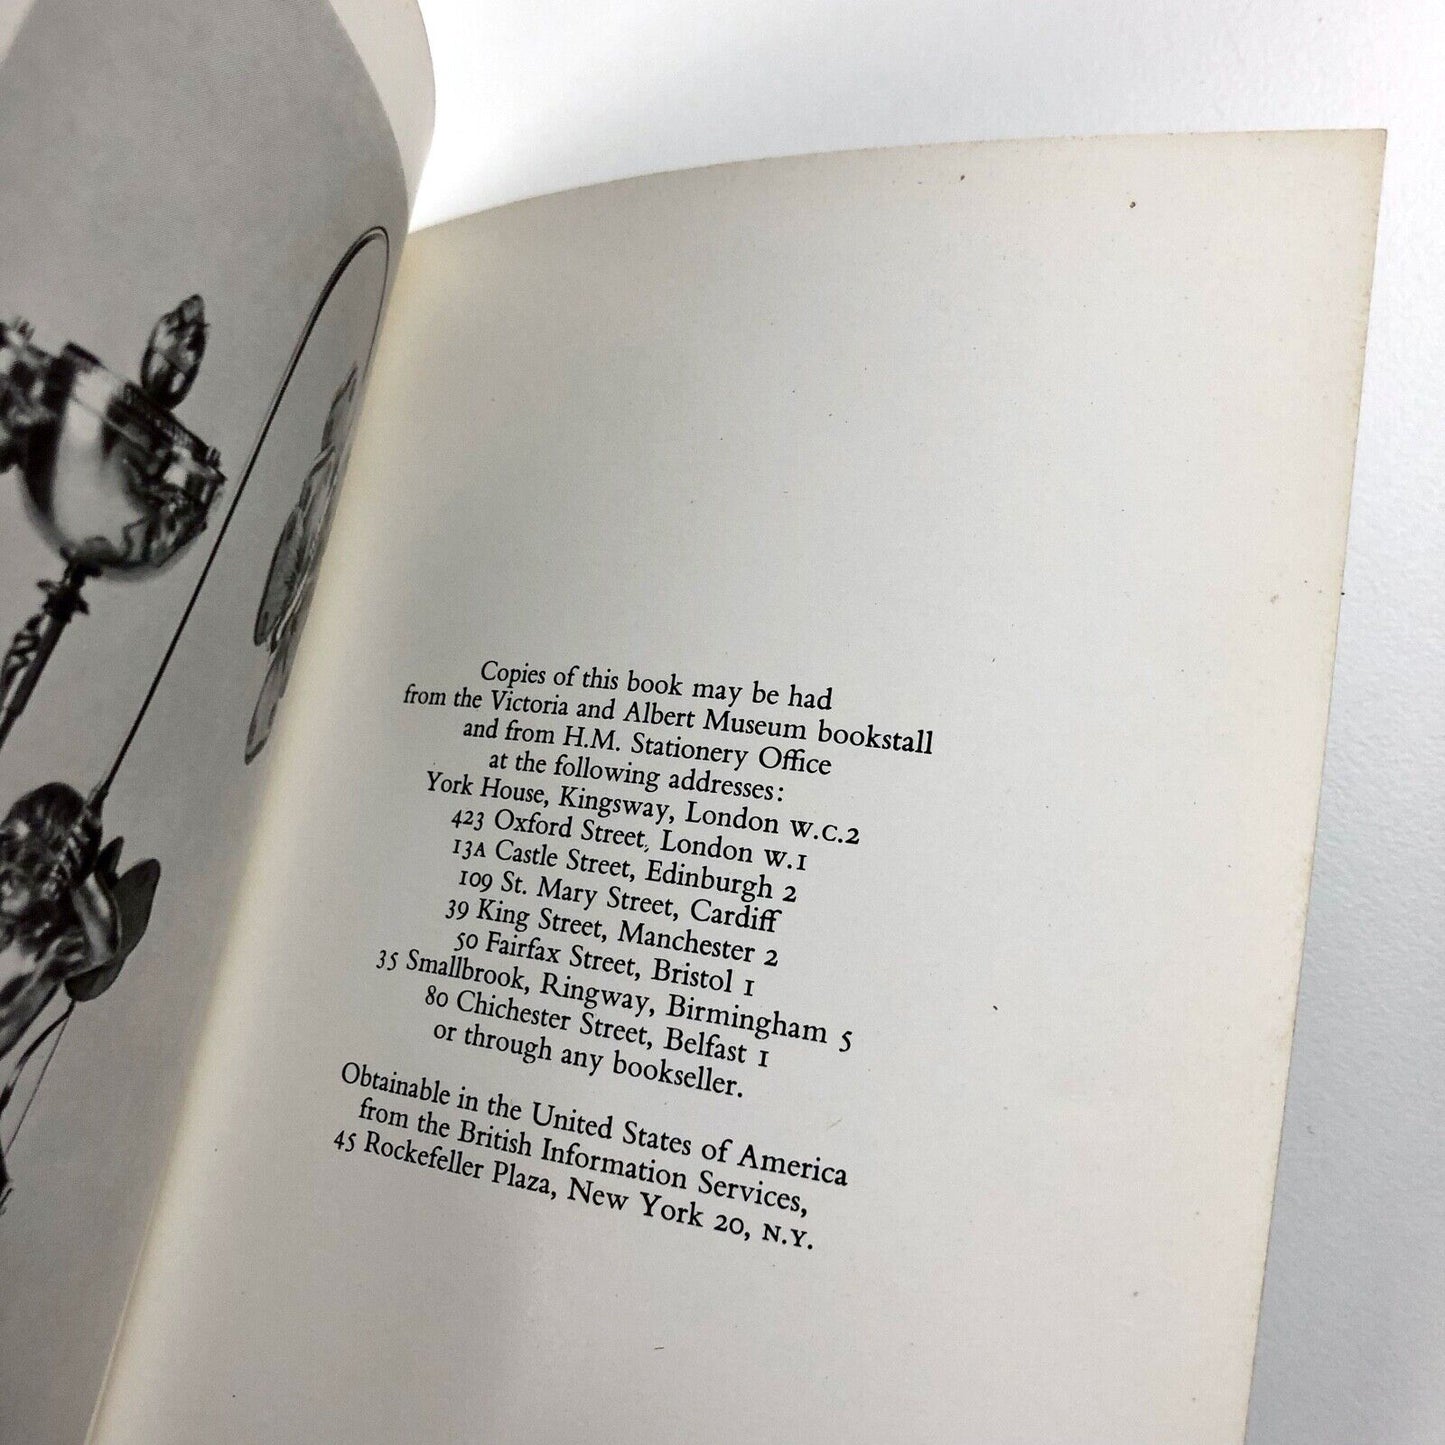 Copies of this book may be had
from the Victoria and Albert Museum bookstall
and from H.M. Stationery Office
at the following addresses:
York House, Kingsway, London W.C.2
423 Oxford Street, London W.1
13A Castle Street, Edinburgh 2
109 St. Mary Street, Cardiff
39 King Street, Manchester 2
50 Fairfax Street, Bristol 1
35 Smallbrook, Ringway, Birmingham 5
80 Chichester Street, Belfast 1
or through any bookseller.
Obtainable in the United States of America
from the British Information Services,
45 Rockefeller Plaza, New York 20, N.Y.